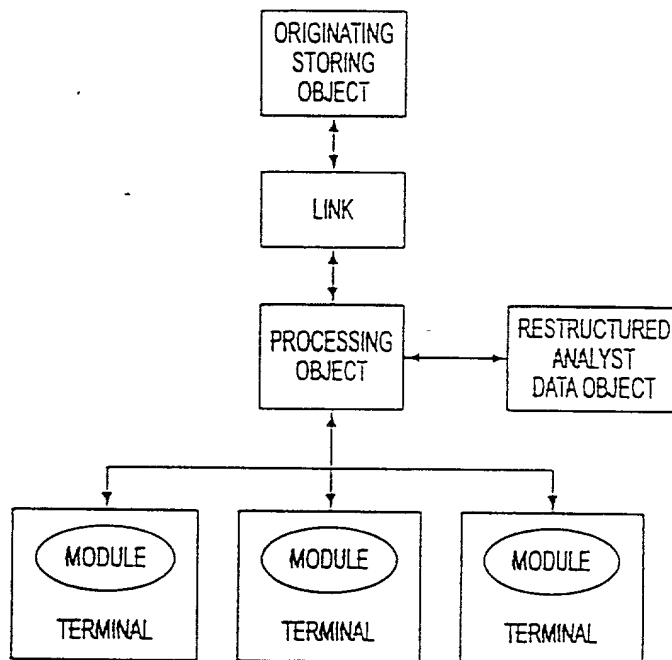 ORIGINATING
STORING
OBJECT
LINK
PROCESSING
OBJECT
RESTRUCTURED
ANALYST
DATA OBJECT
MODULE
TERMINAL
MODULE
TERMINAL
MODULE
TERMINAL